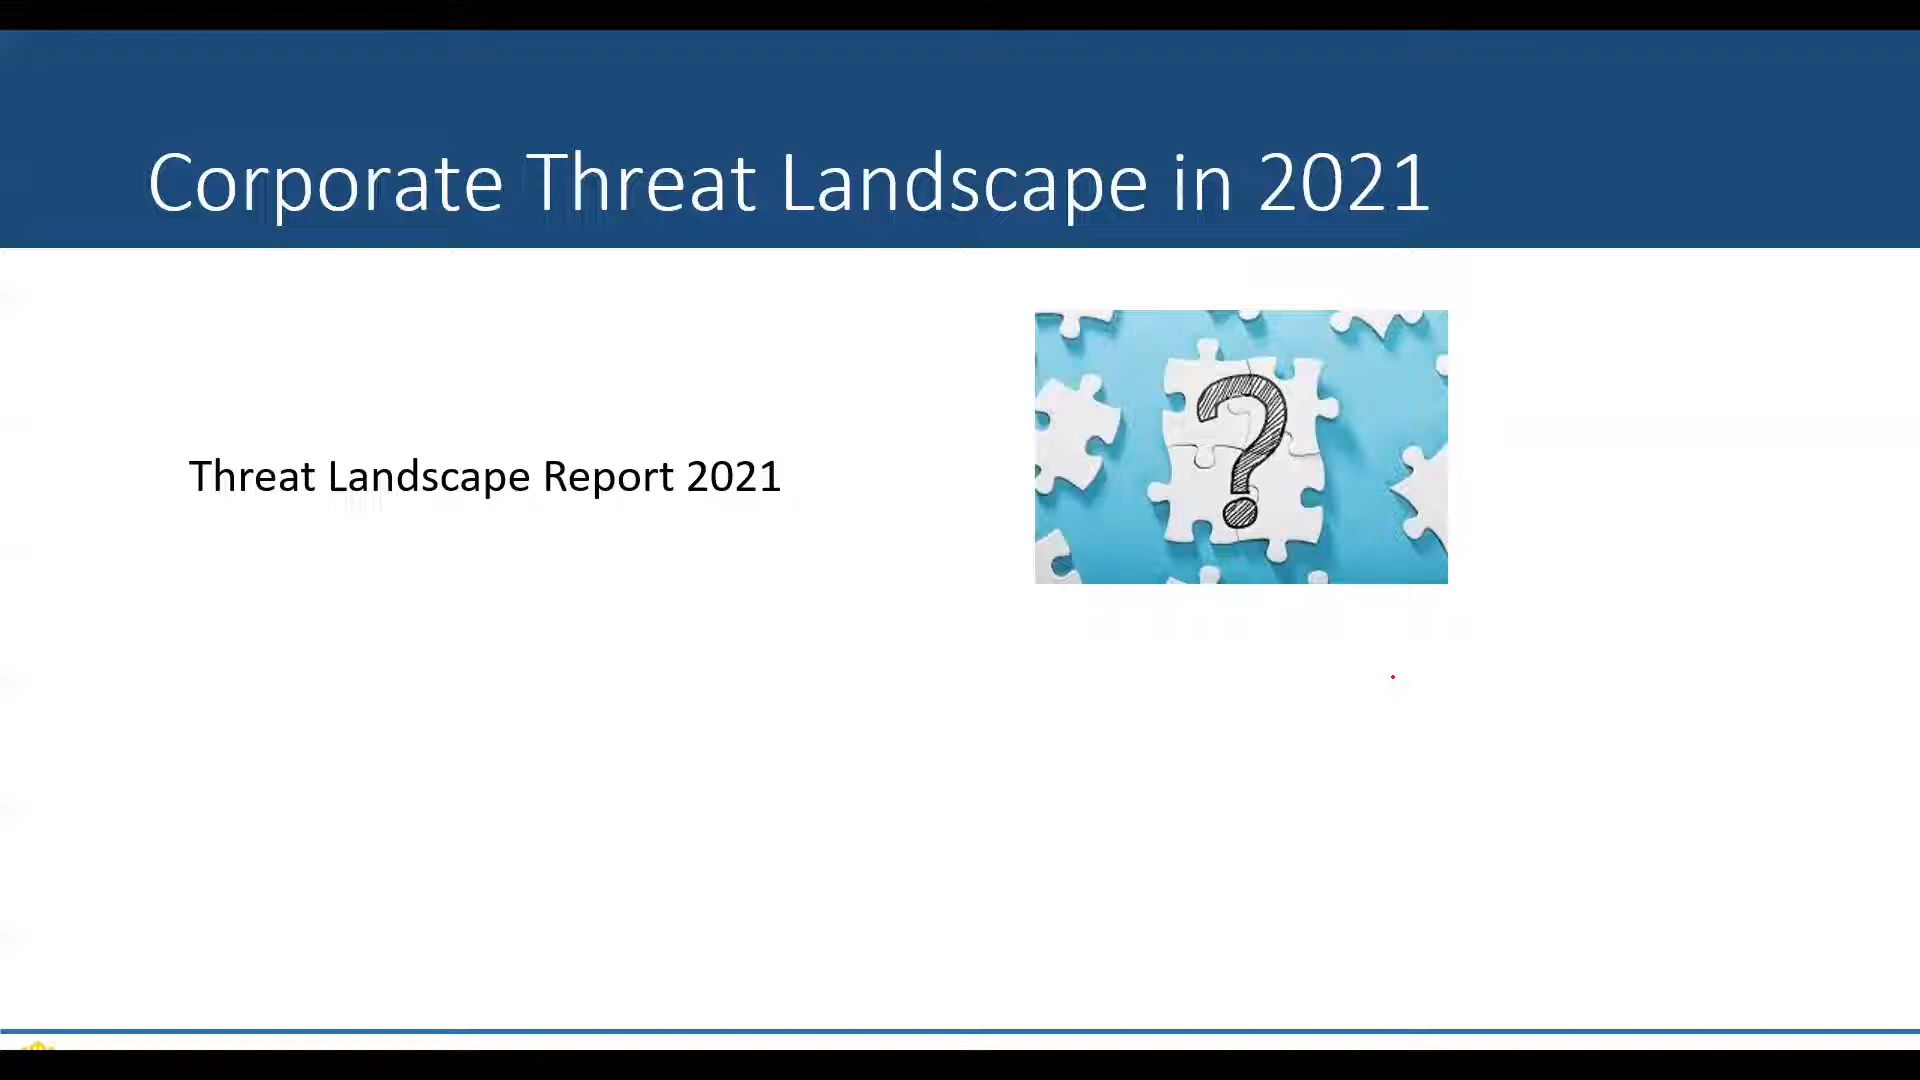 Corporate Threat Landscape in 2021
Threat Landscape Report 2021
?